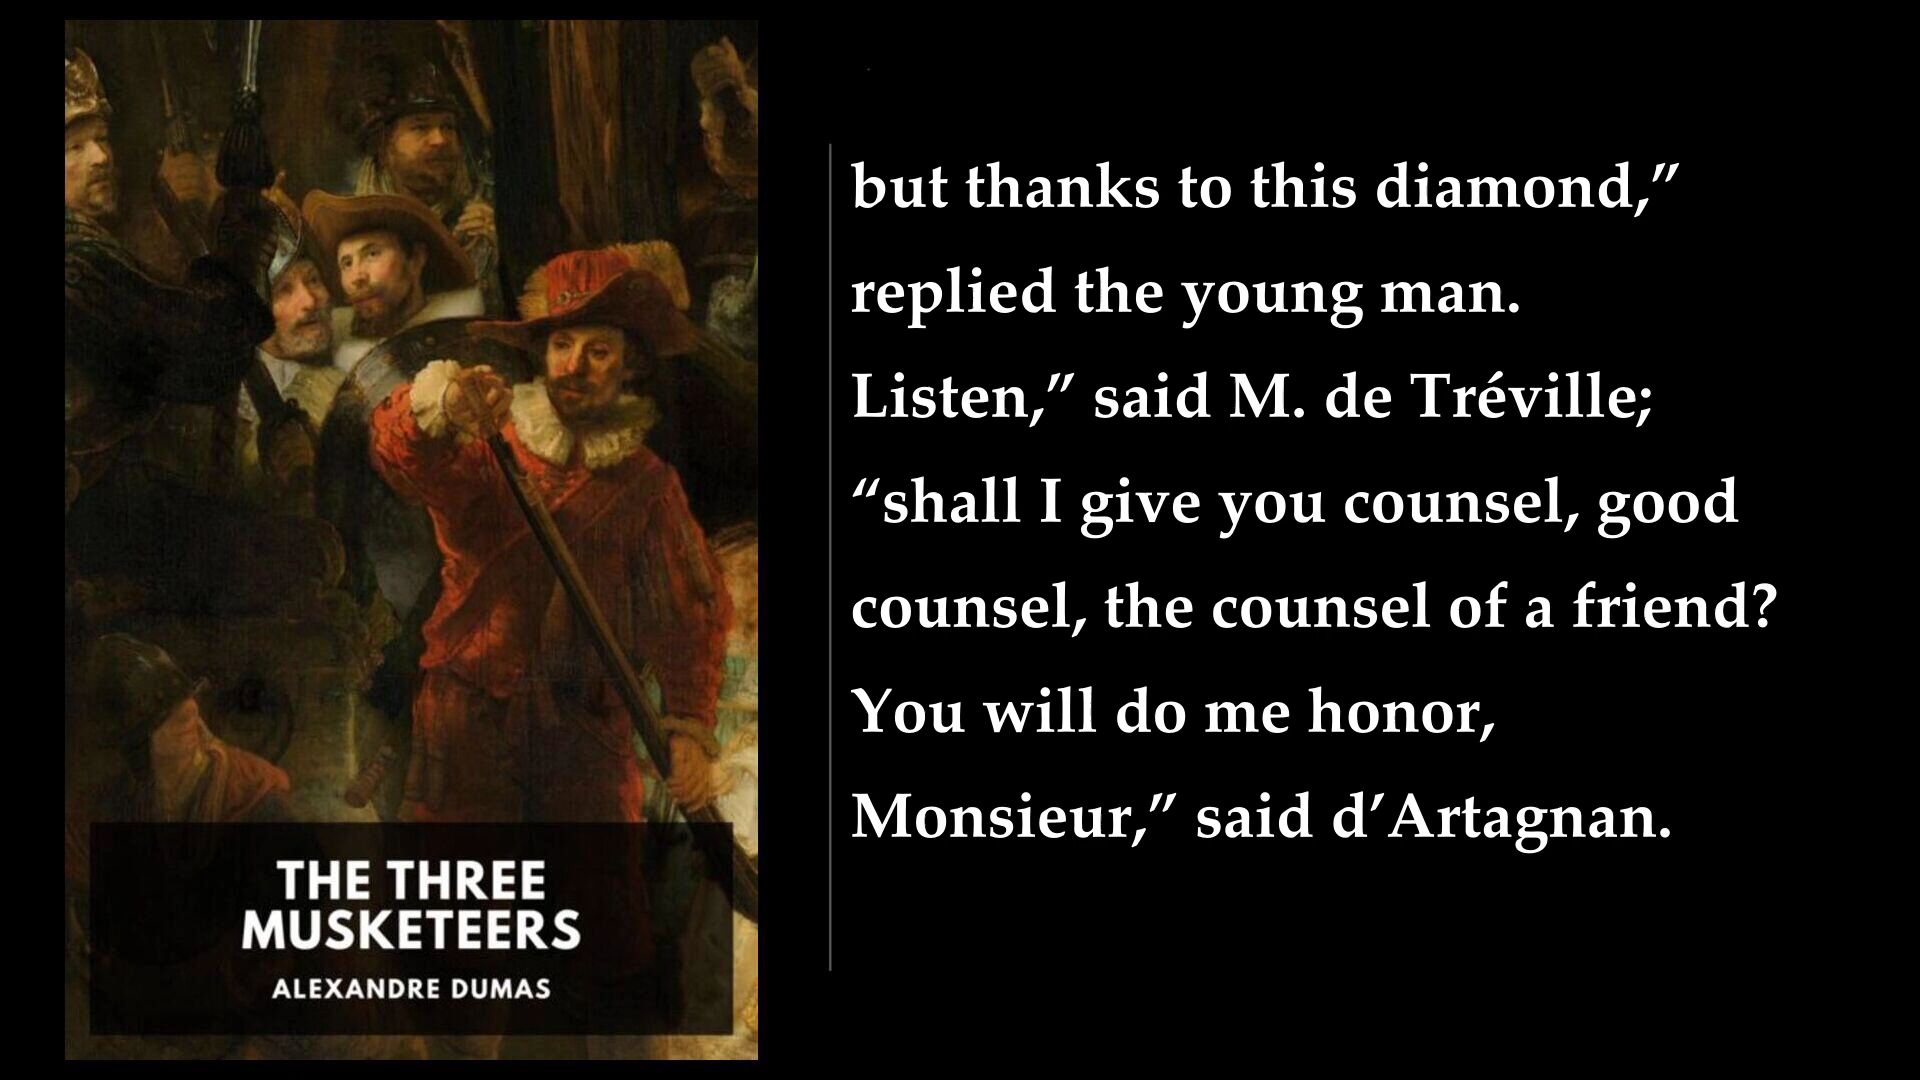 THE THREE
MUSKETEERS
ALEXANDRE DUMAS
but thanks to this diamond,”
replied the young man.
Listen,” said M. de Tréville;
“shall I give you counsel, good
counsel, the counsel of a friend?
You will do me honor,
Monsieur,” said d’Artagnan.